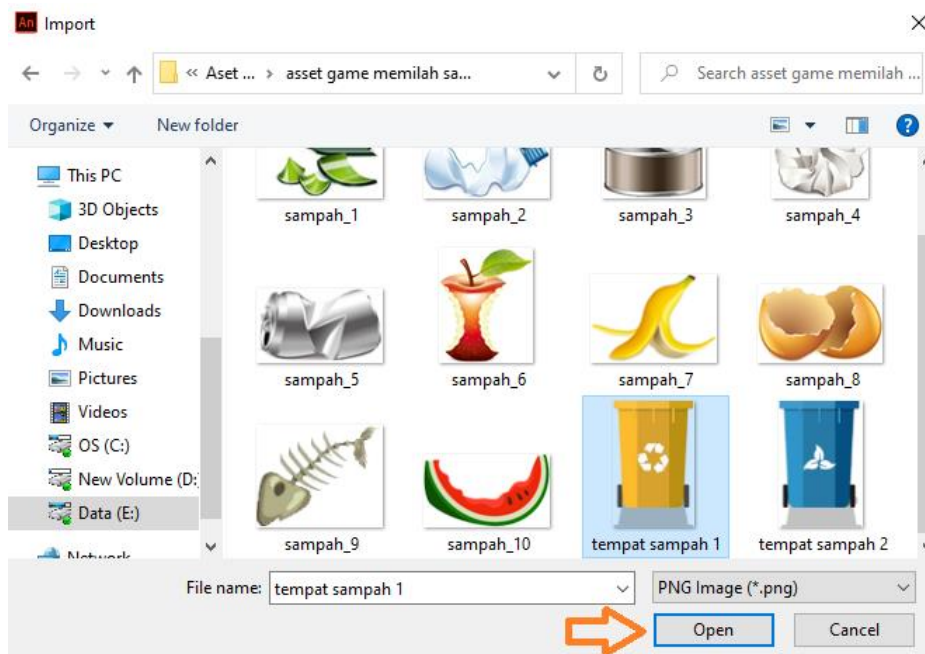 An Import
« Aset ... > asset game memilah sa...
Search asset game memilah ...
Organize
New folder
This PC
3D Objects
Desktop
Documents
Downloads
Music
Pictures
Videos
OS (C:)
New Volume (D:
Data (E:)
Network
sampah_1
sampah_2
sampah_3
sampah_4
sampah_5
sampah_6
sampah_7
sampah_8
sampah_9
sampah_10
tempat sampah 1
tempat sampah 2
File name: tempat sampah 1
PNG Image (*.png)
Open
Cancel